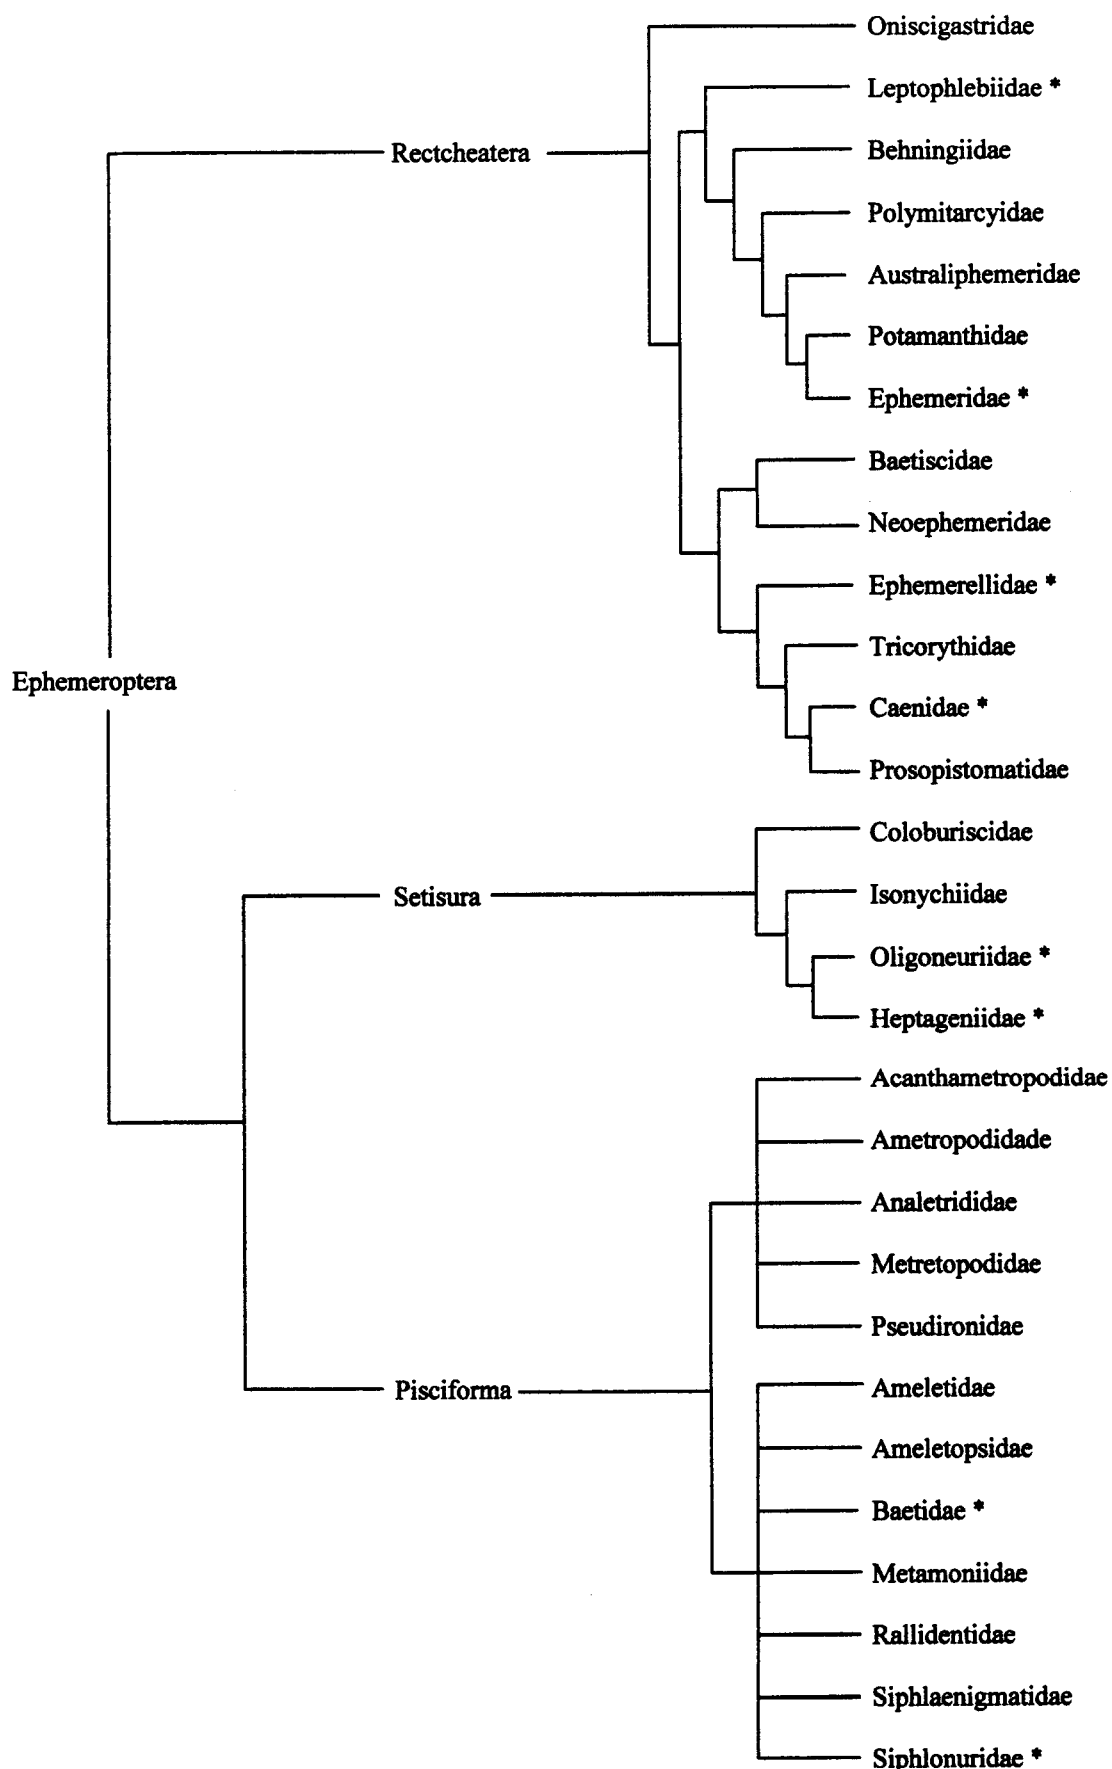 Oniscigastridae
Leptophlebiidae *
Rectcheatera
Behningiidae
Polymitarcyidae
Australiphemeridae
Potamanthidae
Ephemeridae *
Baetiscidae
Neoephemeridae
Ephemerellidae *
Tricorythidae
Ephemeroptera
Caenidae *
Prosopistomatidae
Coloburiscidae
Setisura
Isonychiidae
Oligoneuriidae *
Heptageniidae *
Acanthametropodidae
Ametropodidade
Analetrididae
Metretopodidae
Pseudironidae
Pisciforma
Ameletidae
Ameletopsidae
Baetidae *
Metamoniidae
Rallidentidae
Siphlaenigmatidae
Siphlonuridae *